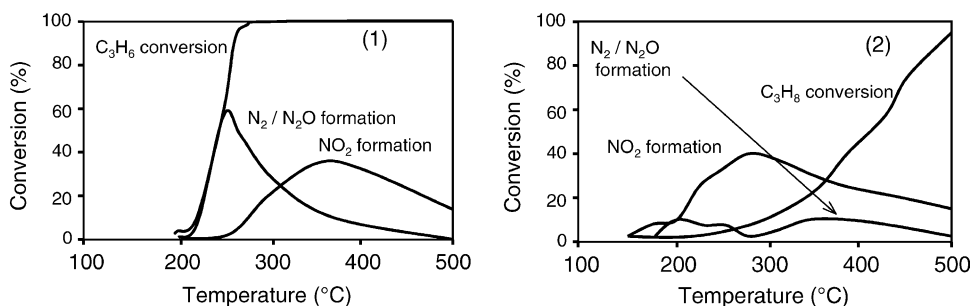 100
80
60
40
20
0
Conversion (%)
C₃H₆ conversion
(1)
N₂ / N₂O formation
NO₂ formation
100
200
300
400
500
Temperature (°C)
100
80
60
40
20
0
Conversion (%)
N₂ / N₂O
formation
(2)
C₃H₈ conversion
NO₂ formation
100
200
300
400
500
Temperature (°C)